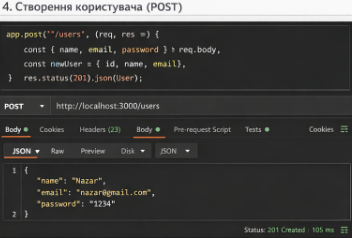 4. Створення користувача (POST)
app.post('"/users", (req, res =) {
const { name, email, password } = req.body,
const newUser = { id, name, email},
} res.status(201).json(User);
POST http://localhost:3000/users
Body Cookies Headers (23) Body Pre-request Script Tests Cookies
JSON Raw Preview Disk JSON
1 {
"name": "Nazar",
"email": "nazar@gmail.com",
"password": "1234"
2 }
Status: 201 Created · 105 ms